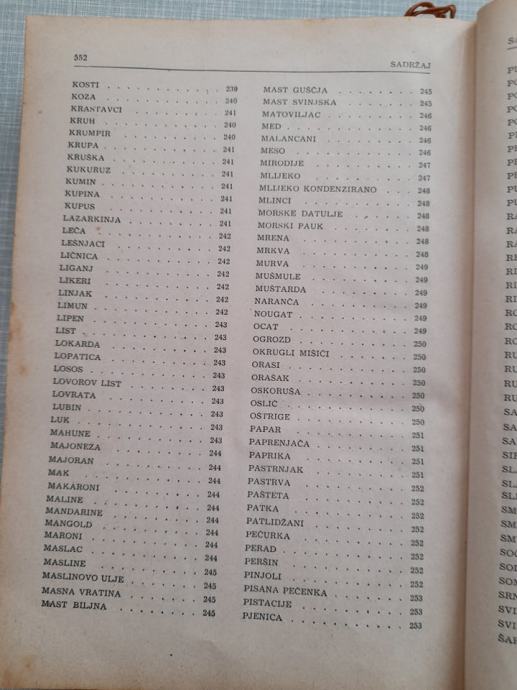 552
SADRŽAJ
KOSTI . . . . . . . . . . 239
KOZA . . . . . . . . . . 240
KRASTAVCI . . . . . . . . 241
KRUH . . . . . . . . . . 240
KRUMPIR . . . . . . . . . 240
KRUPA . . . . . . . . . . 241
KRUŠKA . . . . . . . . . 241
KUKURUZ . . . . . . . . . 241
KUMIN . . . . . . . . . . 241
KUPINA . . . . . . . . . 241
KUPUS . . . . . . . . . . 241
LAZARKINJA . . . . . . . 241
LEĆA . . . . . . . . . . 242
LEŠNJACI . . . . . . . . 242
LIČNICA . . . . . . . . . 242
LIGANJ . . . . . . . . . 242
LIKERI . . . . . . . . . 242
LINJAK . . . . . . . . . 242
LIMUN . . . . . . . . . . 242
LIPEN . . . . . . . . . . 243
LIST . . . . . . . . . . 243
LOKARDA . . . . . . . . . 243
LOPATICA . . . . . . . . 243
LOSOS . . . . . . . . . . 243
LOVOROV LIST . . . . . . 243
LOVRATA . . . . . . . . . 243
LUBIN . . . . . . . . . . 243
LUK . . . . . . . . . . . 243
MAHUNE . . . . . . . . . 243
MAJONEZA . . . . . . . . 244
MAJORAN . . . . . . . . . 244
MAK . . . . . . . . . . . 244
MAKARONI . . . . . . . . 244
MALINE . . . . . . . . . 244
MANDARINE . . . . . . . . 244
MANGOLD . . . . . . . . . 244
MARONI . . . . . . . . . 244
MASLAC . . . . . . . . . 244
MASLINE . . . . . . . . . 245
MASLINOVO ULJE . . . . . 245
MASNA VRATINA . . . . . . 245
MAST BILJNA . . . . . . . 245
MAST GUŠČJA . . . . . . . 245
MAST SVINJSKA . . . . . . 245
MATOVILJAC . . . . . . . 246
MED . . . . . . . . . . . 246
MALANCANI . . . . . . . . 246
MESO . . . . . . . . . . 246
MIRODIJE . . . . . . . . 247
MLIJEKO . . . . . . . . . 247
MLIJEKO KONDENZIRANO . . . 248
MLINCI . . . . . . . . . 248
MORSKE DATULJE . . . . . 248
MORSKI PAUK . . . . . . . 248
MRENA . . . . . . . . . . 248
MRKVA . . . . . . . . . . 248
MURVA . . . . . . . . . . 249
MUŠMULE . . . . . . . . . 249
MUŠTARDA . . . . . . . . 249
NARANČA . . . . . . . . . 249
NOUGAT . . . . . . . . . 249
OCAT . . . . . . . . . . 249
OGROZD . . . . . . . . . 250
OKRUGLI MIŠIĆI . . . . . 250
ORASI . . . . . . . . . . 250
ORAŠAK . . . . . . . . . 250
OSKORUŠA . . . . . . . . 250
OSLIĆ . . . . . . . . . . 250
OŠTRIGE . . . . . . . . . 250
PAPAR . . . . . . . . . . 251
PAPRENJAČA . . . . . . . 251
PAPRIKA . . . . . . . . . 251
PASTRNJAK . . . . . . . . 251
PASTRVA . . . . . . . . . 252
PAŠTETA . . . . . . . . . 252
PATKA . . . . . . . . . . 252
PATLIDŽANI . . . . . . . 252
PEČURKA . . . . . . . . . 252
PERAD . . . . . . . . . . 252
PERŠIN . . . . . . . . . 252
PINJOLI . . . . . . . . . 252
PISANA PEČENKA . . . . . 253
PISTACIJE . . . . . . . . 253
PJENICA . . . . . . . . . 253